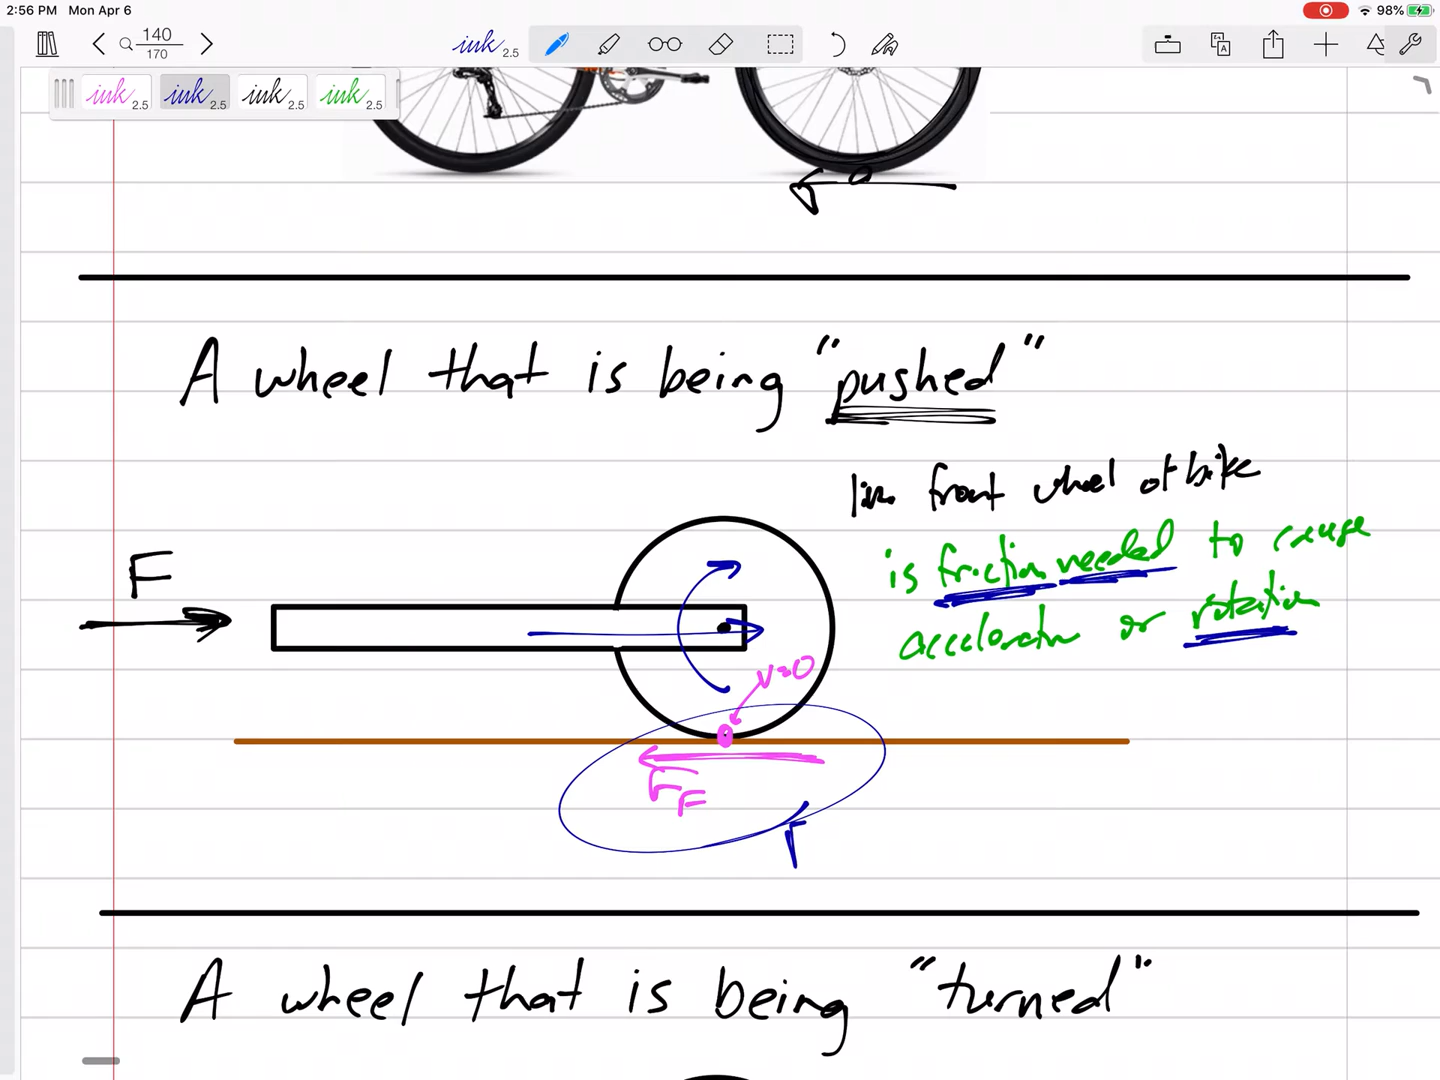 2:56 PM Mon Apr 6
98%
140
170
ink 2.5
ink 2.5
ink 2.5
ink 2.5
ink 2.5
a
A wheel that is being "pushed"
front wheel of bike
is friction needed to cause
acceleration or rotation
F
V=0
F F
A wheel that is being "turned"